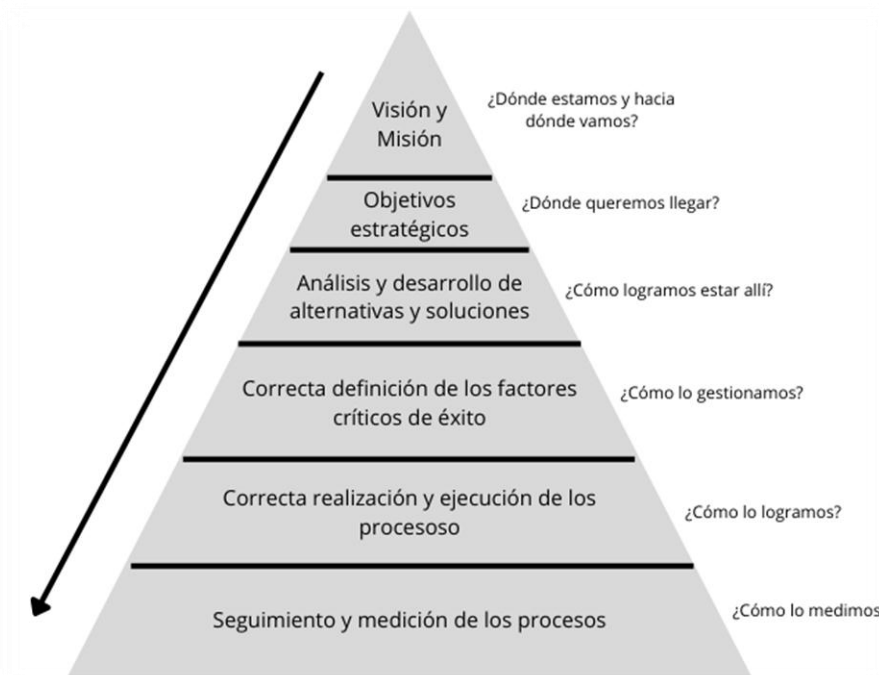 Visión y
Misión
¿Dónde estamos y hacia
dónde vamos?
Objetivos
estratégicos
¿Dónde queremos llegar?
Análisis y desarrollo de
alternativas y soluciones
¿Cómo logramos estar allí?
Correcta definición de los factores
críticos de éxito
¿Cómo lo gestionamos?
Correcta realización y ejecución de los
procesoso
¿Cómo lo logramos?
Seguimiento y medición de los procesos
¿Cómo lo medimos